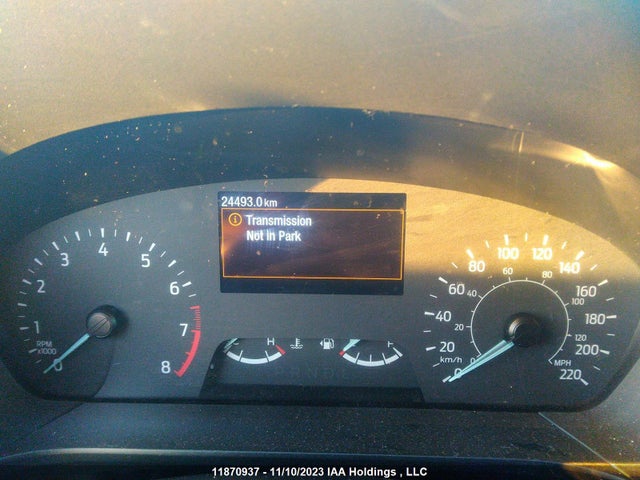 24493.0 km
Transmission
Not in Park
0 1 2 3 4 5 6 7 8
RPM
x1000
H
F
0 20 40 60 80 100 120 140 160 180 200 220
km/h
0 20 40 60 80 100 120
MPH
11870937 - 11/10/2023 IAA Holdings , LLC